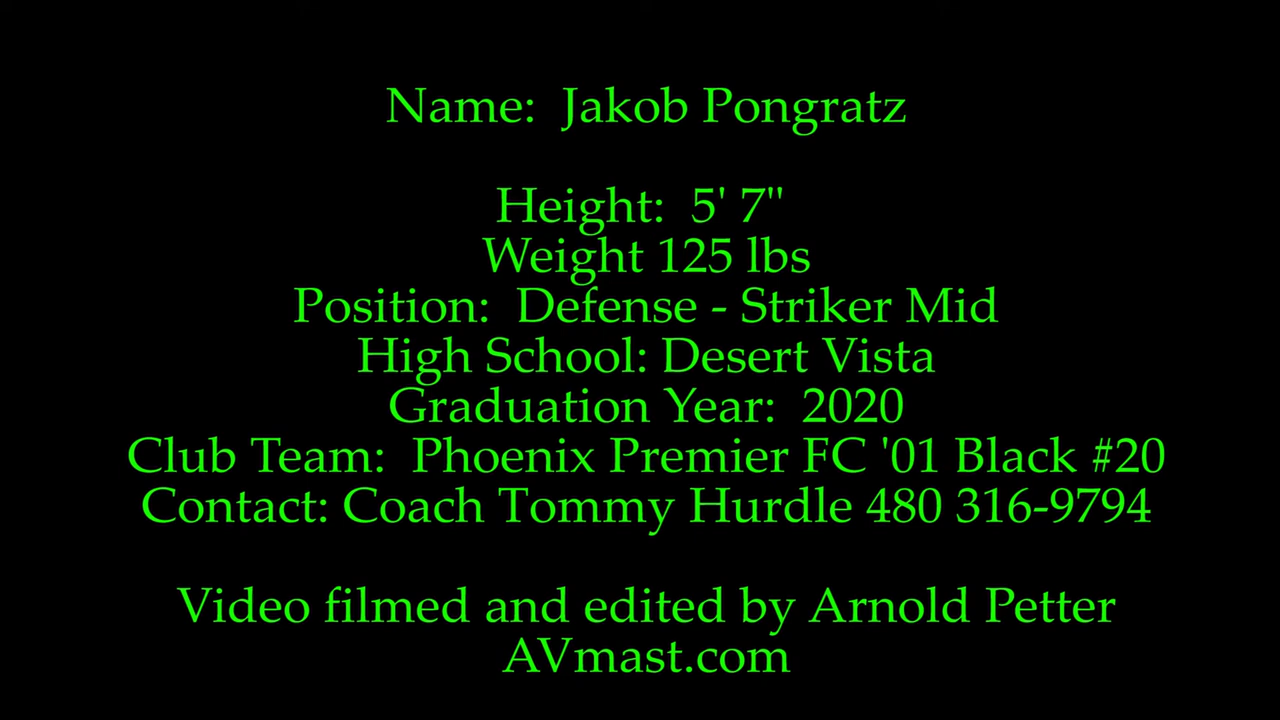 Name:  Jakob Pongratz
Height:  5' 7"
Weight 125 lbs
Position:  Defense - Striker Mid
High School: Desert Vista
Graduation Year:  2020
Club Team:  Phoenix Premier FC '01 Black #20
Contact: Coach Tommy Hurdle 480 316-9794
Video filmed and edited by Arnold Petter
AVmast.com